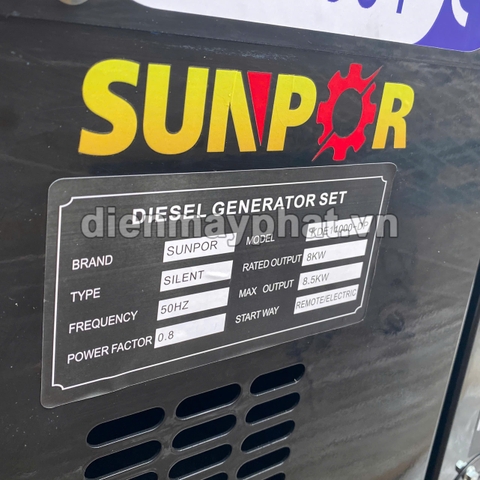 SUNPOR
DIESEL GENERATOR SET
dienmayphat.vn
BRAND SUNPOR
TYPE SILENT
FREQUENCY 50HZ
POWER FACTOR 0.8
MODEL
RATED OUTPUT 8KW
MAX OUTPUT 8.5KW
START WAY REMOTE/ELECTRIC